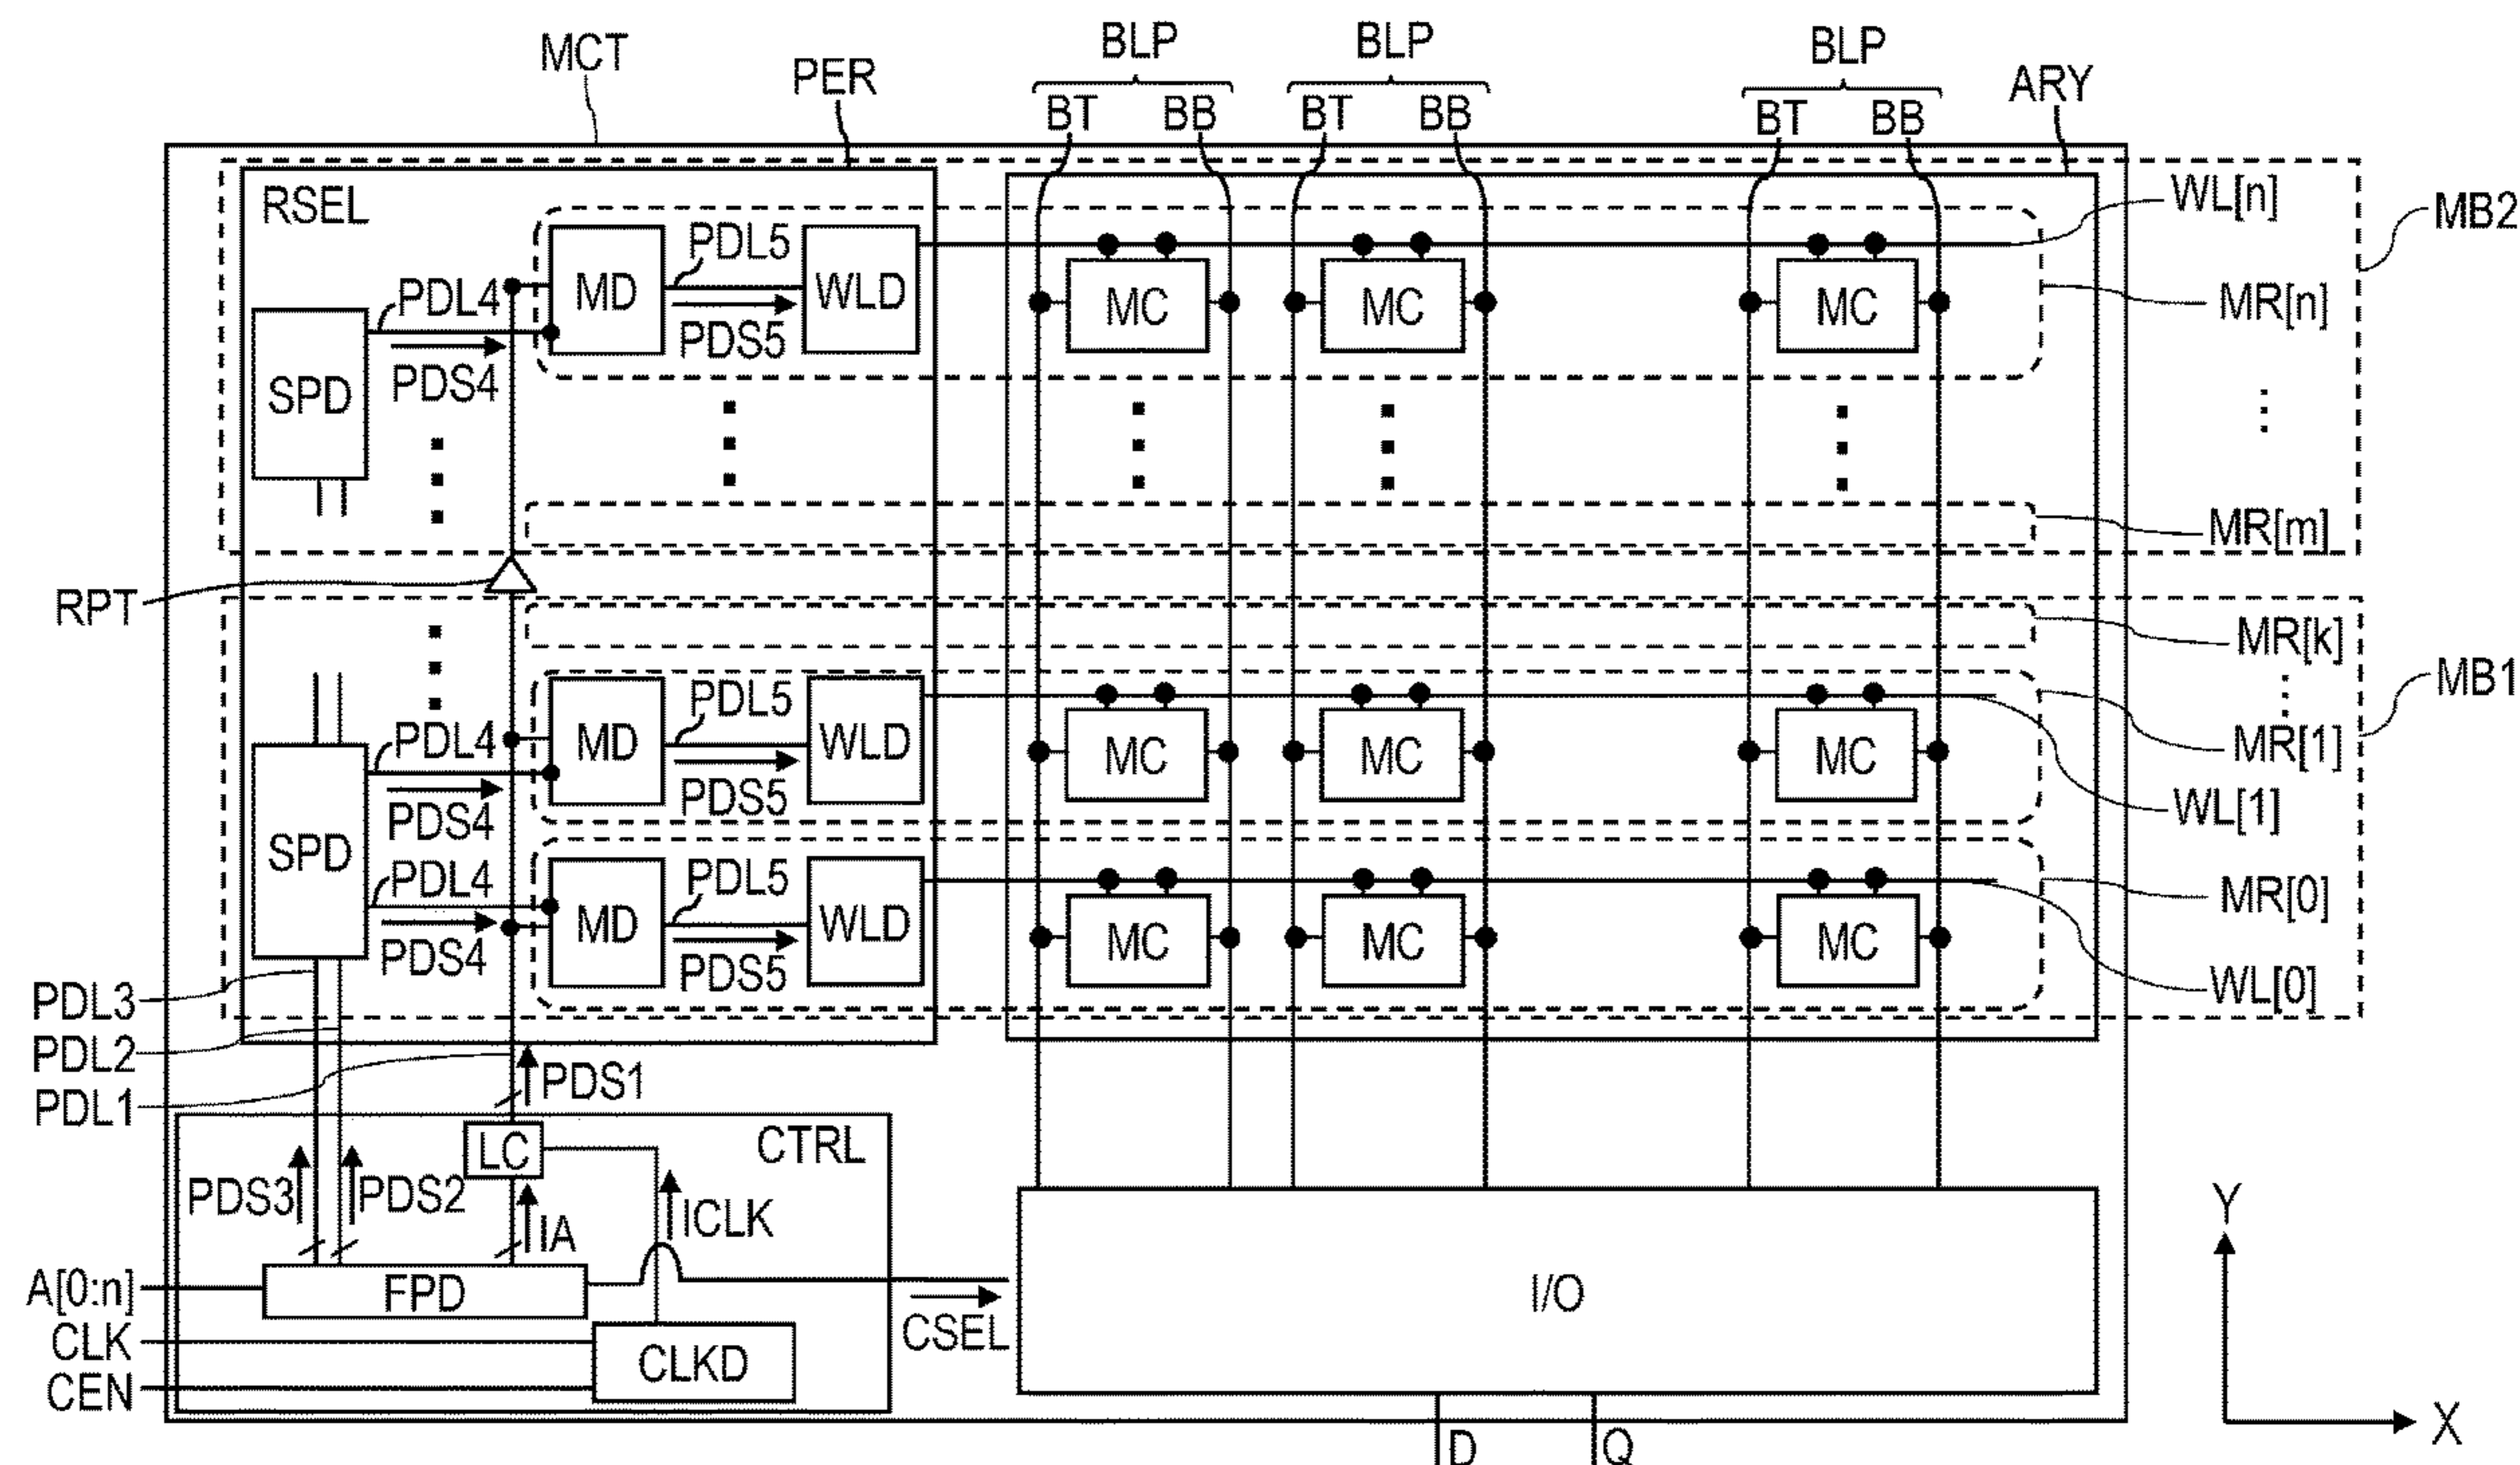 MCT
PER
BLP
BLP
BLP
BT
BB
BT
BB
BT
BB
ARY
RSEL
MD
PDL5
WLD
PDL4
PDS5
PDS4
SPD
MC
MC
MC
WL[n]
MB2
MR[n]
MR[m]
RPT
MR[k]
MB1
MD
PDL5
WLD
PDL4
PDS5
PDS4
SPD
MC
MC
MC
MR[1]
WL[1]
PDL4
MD
PDL5
WLD
PDS4
PDS5
MC
MC
MC
MR[0]
WL[0]
PDL3
PDL2
PDL1
PDS1
LC
CTRL
PDS3
PDS2
IA
ICLK
A[0:n]
FPD
CSEL
I/O
CLK
CLKD
CEN
D
Q
Y
X